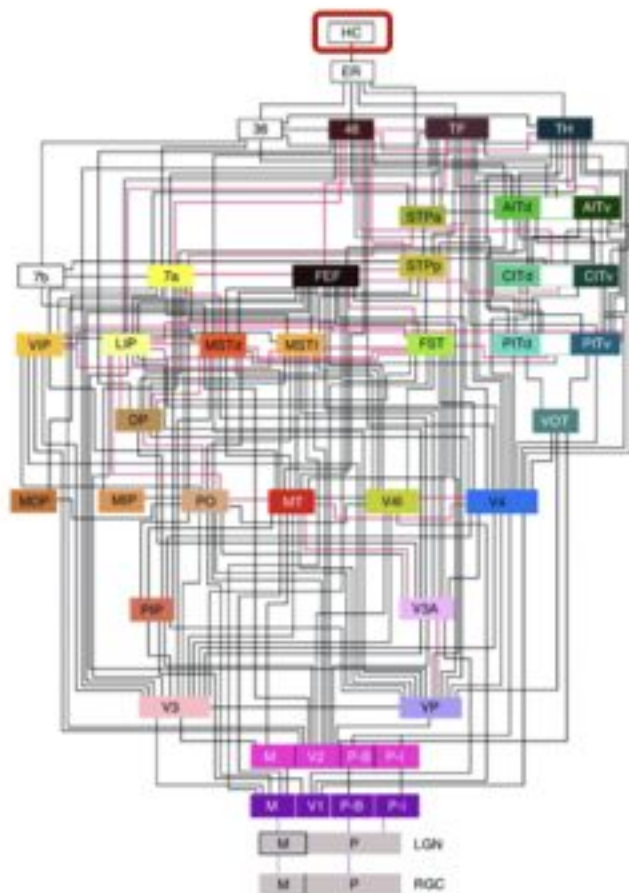 HC
ER
36 46 TF TH
STPa AITd AITv
7b 7a FEF STPp CITd CITv
VIP LIP MSTd MSTl FST PITd PITv
DP VOT
MDP MIP PO MT V4t V4
PIP V3A
V3 VP
M V2 P-B P-I
M V1 P-B P-I
M P LGN
M P RGC